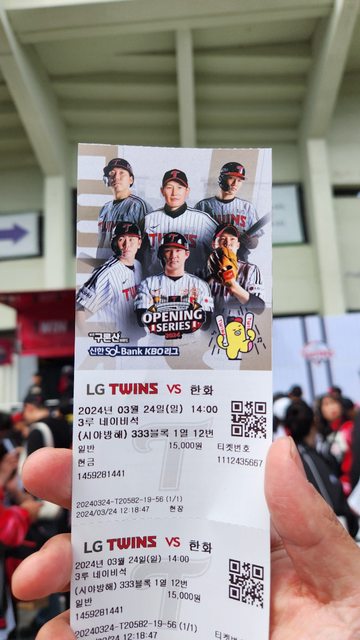 OPENING
SERIES
2024
구른산
신한 SOL Bank KBO리그
LG TWINS VS 한화
2024년 03월 24일(일) 14:00
3루 네이비석
(시야방해) 333블록 1열 12번
일반 15,000원 티켓번호
현금 1112435667
1459281441
20240324-T20582-19-56 (1/1)
2024/03/24 12:18:47 현장
LG TWINS VS 한화
2024년 03월 24일(일) 14:00
3루 네이비석
(시야방해) 333블록 1열 12번
일반 15,000원
1459281441
20240324-T20582-19-56 (1/1)
2024/03/24 12:18:47 현장